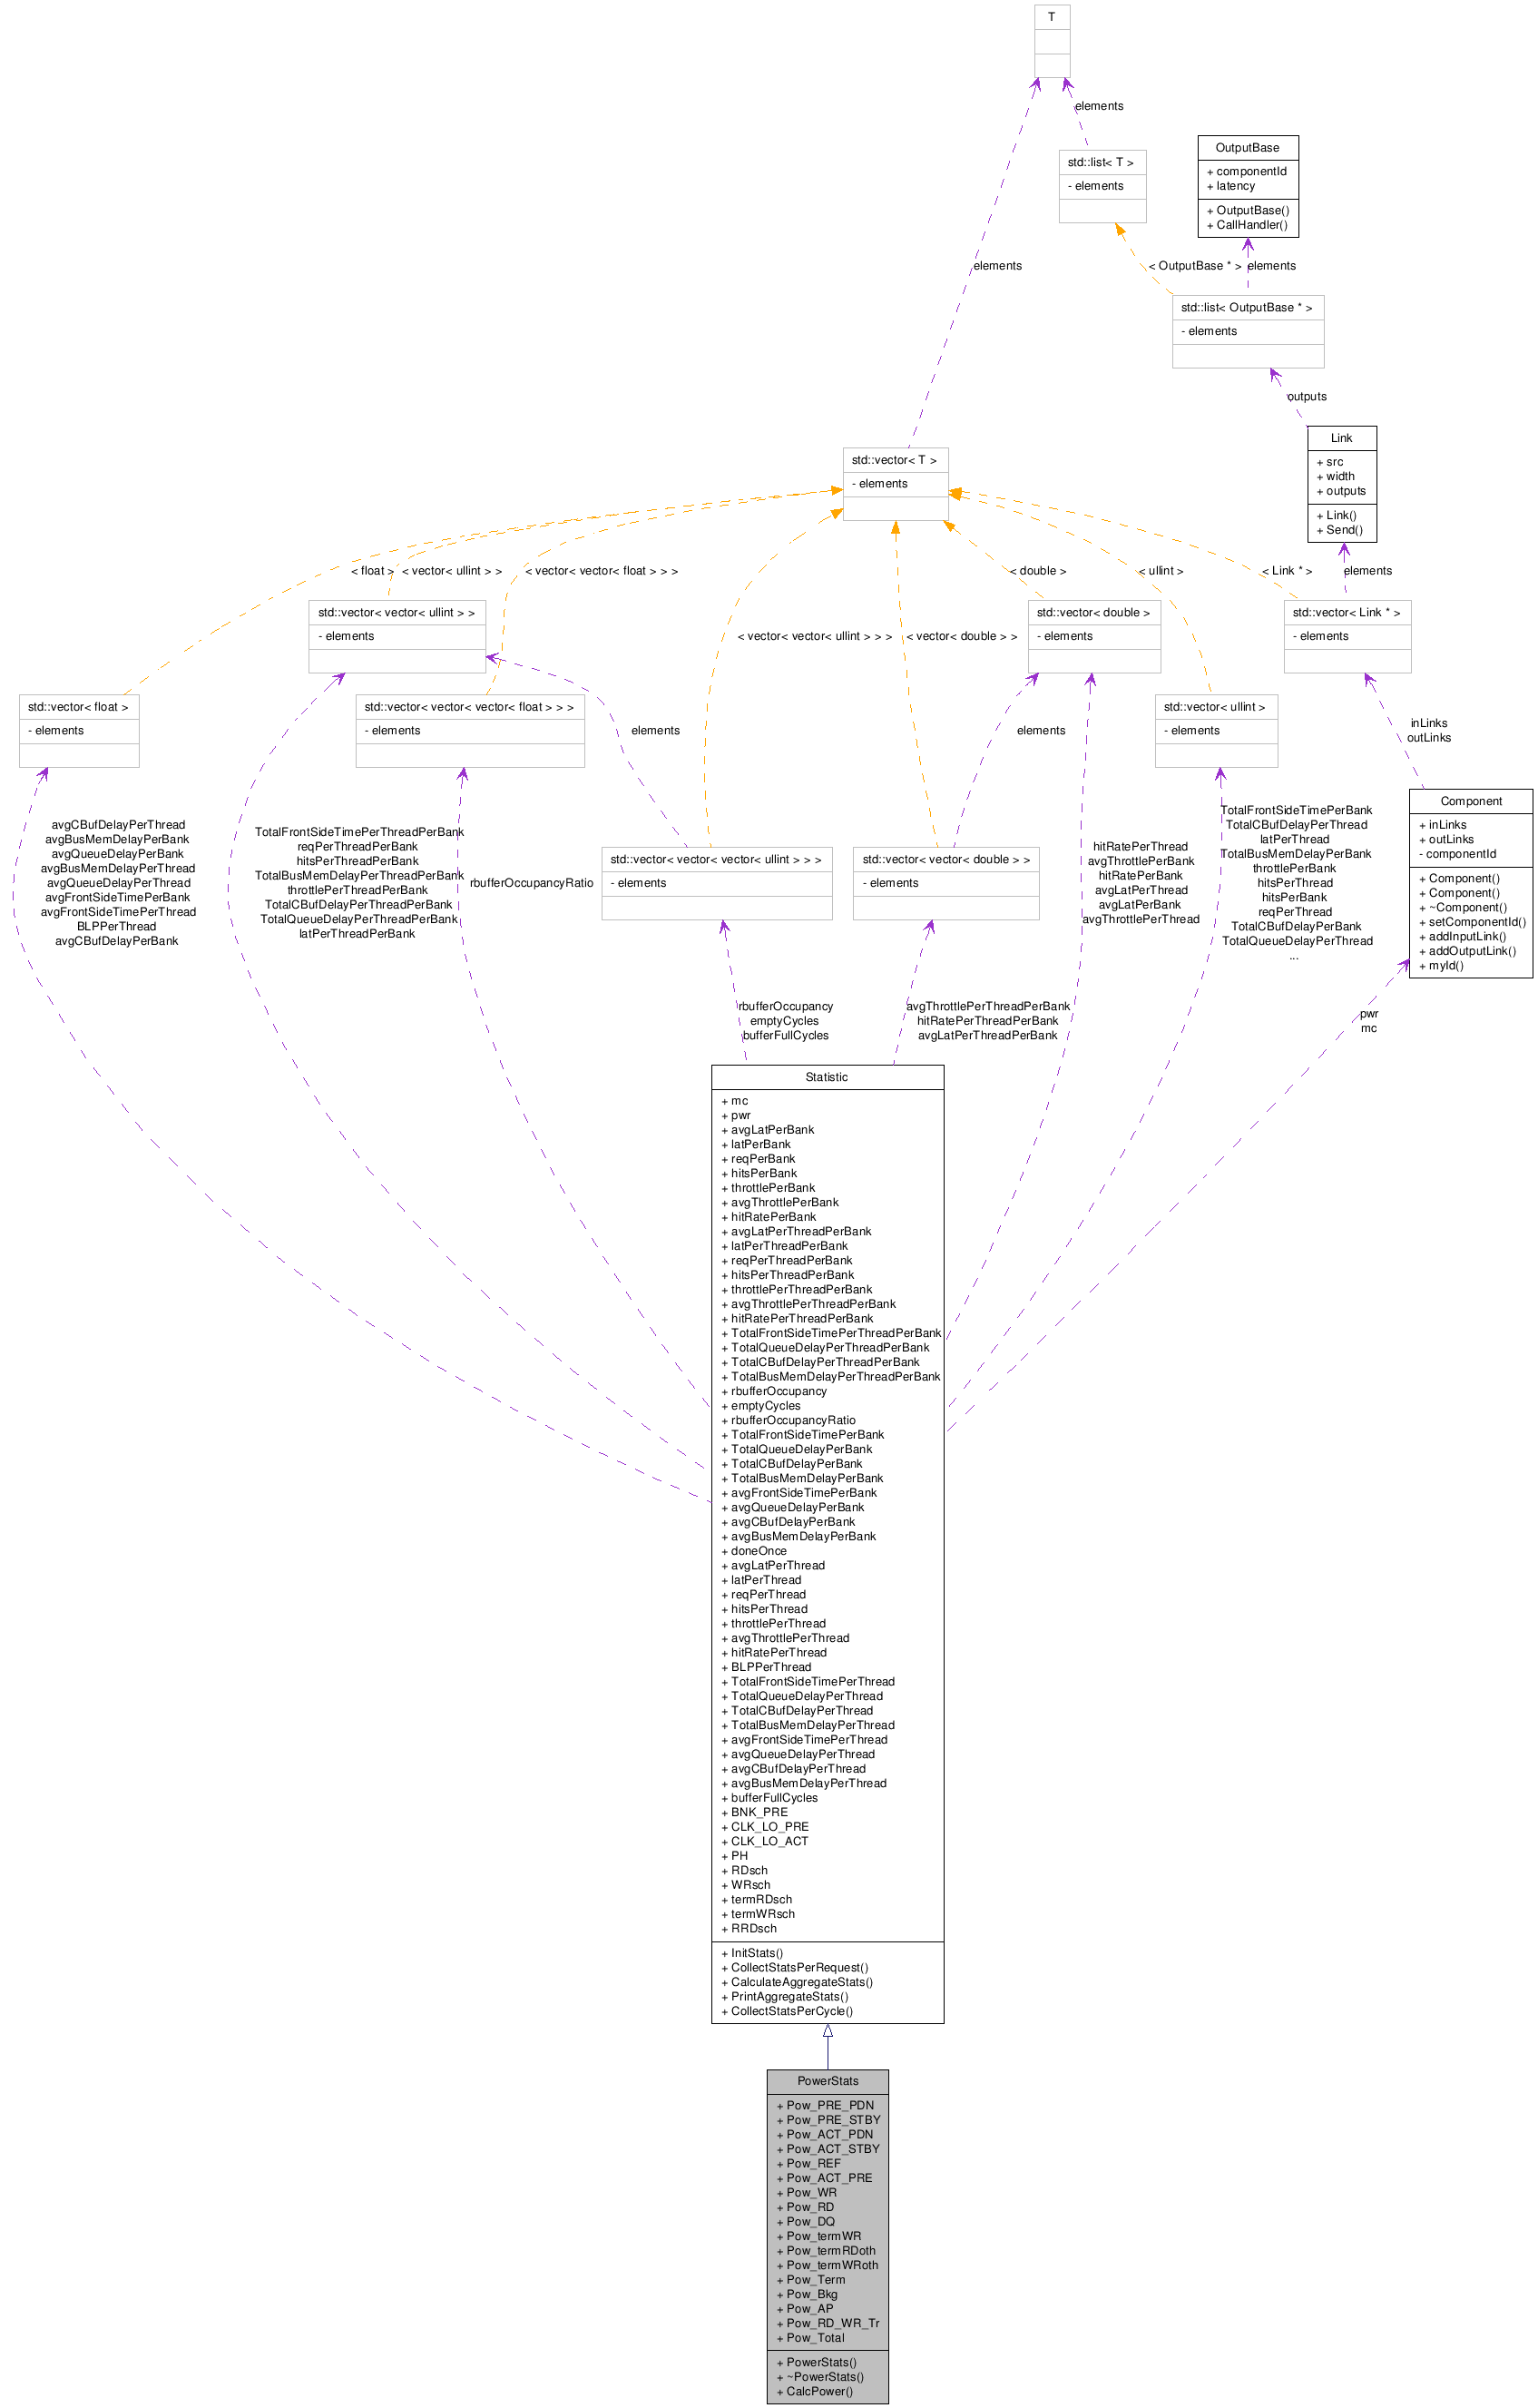 T
elements
std::list< T >
- elements
OutputBase
+ componentId
+ latency
+ OutputBase()
+ CallHandler()
elements
< OutputBase * >
elements
std::list< OutputBase * >
- elements
outputs
Link
+ src
+ width
+ outputs
+ Link()
+ Send()
std::vector< T >
- elements
< float >
< vector< ullint > >
< vector< vector< float > > >
< double >
< ullint >
< Link * >
elements
std::vector< vector< ullint > >
- elements
< vector< vector< ullint > > >
< vector< double > >
std::vector< double >
- elements
std::vector< Link * >
- elements
std::vector< float >
- elements
std::vector< vector< vector< float > > >
- elements
elements
elements
std::vector< ullint >
- elements
inLinks
outLinks
avgCBufDelayPerThread
avgBusMemDelayPerBank
avgQueueDelayPerBank
avgBusMemDelayPerThread
avgQueueDelayPerThread
avgFrontSideTimePerBank
avgFrontSideTimePerThread
BLPPerThread
avgCBufDelayPerBank
TotalFrontSideTimePerThreadPerBank
reqPerThreadPerBank
hitsPerThreadPerBank
TotalBusMemDelayPerThreadPerBank
throttlePerThreadPerBank
TotalCBufDelayPerThreadPerBank
TotalQueueDelayPerThreadPerBank
latPerThreadPerBank
rbufferOccupancyRatio
std::vector< vector< vector< ullint > > >
- elements
std::vector< vector< double > >
- elements
hitRatePerThread
avgThrottlePerBank
hitRatePerBank
avgLatPerThread
avgLatPerBank
avgThrottlePerThread
TotalFrontSideTimePerBank
TotalCBufDelayPerThread
latPerThread
TotalBusMemDelayPerBank
throttlePerBank
hitsPerThread
hitsPerBank
reqPerThread
TotalCBufDelayPerBank
TotalQueueDelayPerThread
...
Component
+ inLinks
+ outLinks
- componentId
+ Component()
+ Component()
+ ~Component()
+ setComponentId()
+ addInputLink()
+ addOutputLink()
+ myId()
rbufferOccupancy
emptyCycles
bufferFullCycles
avgThrottlePerThreadPerBank
hitRatePerThreadPerBank
avgLatPerThreadPerBank
pwr
mc
Statistic
+ mc
+ pwr
+ avgLatPerBank
+ latPerBank
+ reqPerBank
+ hitsPerBank
+ throttlePerBank
+ avgThrottlePerBank
+ hitRatePerBank
+ avgLatPerThreadPerBank
+ latPerThreadPerBank
+ reqPerThreadPerBank
+ hitsPerThreadPerBank
+ throttlePerThreadPerBank
+ avgThrottlePerThreadPerBank
+ hitRatePerThreadPerBank
+ TotalFrontSideTimePerThreadPerBank
+ TotalQueueDelayPerThreadPerBank
+ TotalCBufDelayPerThreadPerBank
+ TotalBusMemDelayPerThreadPerBank
+ rbufferOccupancy
+ emptyCycles
+ rbufferOccupancyRatio
+ TotalFrontSideTimePerBank
+ TotalQueueDelayPerBank
+ TotalCBufDelayPerBank
+ TotalBusMemDelayPerBank
+ avgFrontSideTimePerBank
+ avgQueueDelayPerBank
+ avgCBufDelayPerBank
+ avgBusMemDelayPerBank
+ doneOnce
+ avgLatPerThread
+ latPerThread
+ reqPerThread
+ hitsPerThread
+ throttlePerThread
+ avgThrottlePerThread
+ hitRatePerThread
+ BLPPerThread
+ TotalFrontSideTimePerThread
+ TotalQueueDelayPerThread
+ TotalCBufDelayPerThread
+ TotalBusMemDelayPerThread
+ avgFrontSideTimePerThread
+ avgQueueDelayPerThread
+ avgCBufDelayPerThread
+ avgBusMemDelayPerThread
+ bufferFullCycles
+ BNK_PRE
+ CLK_LO_PRE
+ CLK_LO_ACT
+ PH
+ RDsch
+ WRsch
+ termRDsch
+ termWRsch
+ RRDsch
+ InitStats()
+ CollectStatsPerRequest()
+ CalculateAggregateStats()
+ PrintAggregateStats()
+ CollectStatsPerCycle()
PowerStats
+ Pow_PRE_PDN
+ Pow_PRE_STBY
+ Pow_ACT_PDN
+ Pow_ACT_STBY
+ Pow_REF
+ Pow_ACT_PRE
+ Pow_WR
+ Pow_RD
+ Pow_DQ
+ Pow_termWR
+ Pow_termRDoth
+ Pow_termWRoth
+ Pow_Term
+ Pow_Bkg
+ Pow_AP
+ Pow_RD_WR_Tr
+ Pow_Total
+ PowerStats()
+ ~PowerStats()
+ CalcPower()